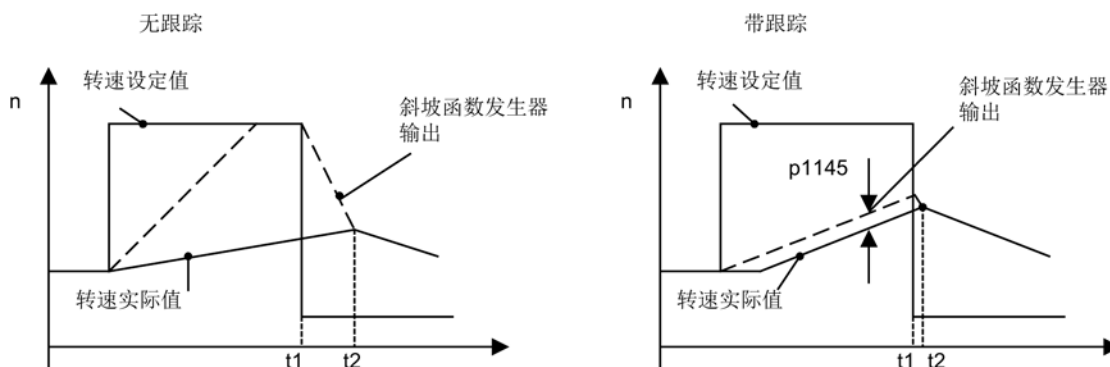 无跟踪
n
转速设定值
斜坡函数发生器
输出
转速实际值
t1
t2
带跟踪
n
转速设定值
斜坡函数发生器
输出
p1145
转速实际值
t1
t2